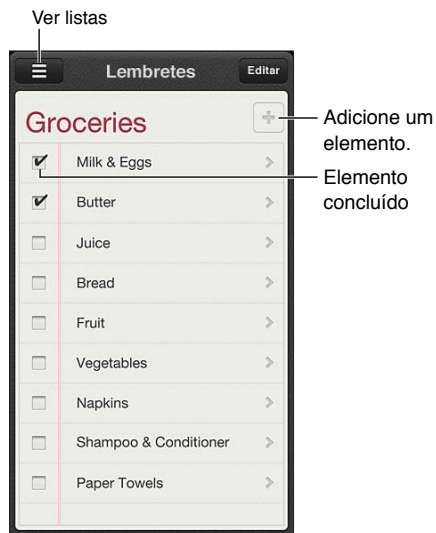 Ver listas
Lembretes
Editar
Groceries
Adicione um
elemento.
Milk & Eggs
Elemento
concluído
Butter
Juice
Bread
Fruit
Vegetables
Napkins
Shampoo & Conditioner
Paper Towels